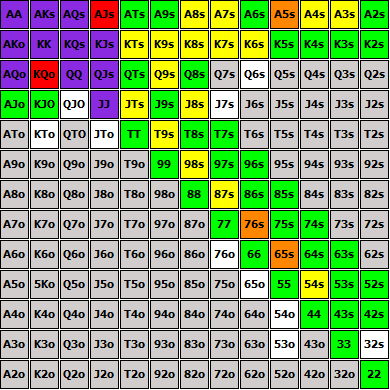 AA AKs AQs AJs ATs A9s A8s A7s A6s A5s A4s A3s A2s
AKo KK KQs KJs KTs K9s K8s K7s K6s K5s K4s K3s K2s
AQo KQo QQ QJs QTs Q9s Q8s Q7s Q6s Q5s Q4s Q3s Q2s
AJo KJO QJO JJ JTs J9s J8s J7s J6s J5s J4s J3s J2s
ATo KTo QTO JTo TT T9s T8s T7s T6s T5s T4s T3s T2s
A9o K9o Q9o J9o T9o 99 98s 97s 96s 95s 94s 93s 92s
A8o K8o Q8o J8o T8o 98o 88 87s 86s 85s 84s 83s 82s
A7o K7o Q7o J7o T7o 97o 87o 77 76s 75s 74s 73s 72s
A6o K6o Q6o J6o T6o 96o 86o 76o 66 65s 64s 63s 62s
A5o 5Ko Q5o J5o T5o 95o 85o 75o 65o 55 54s 53s 52s
A4o K4o Q4o J4o T4o 94o 84o 74o 64o 54o 44 43s 42s
A3o K3o Q3o J3o T3o 93o 83o 73o 63o 53o 43o 33 32s
A2o K2o Q2o J2o T2o 92o 82o 72o 62o 52o 42o 32o 22